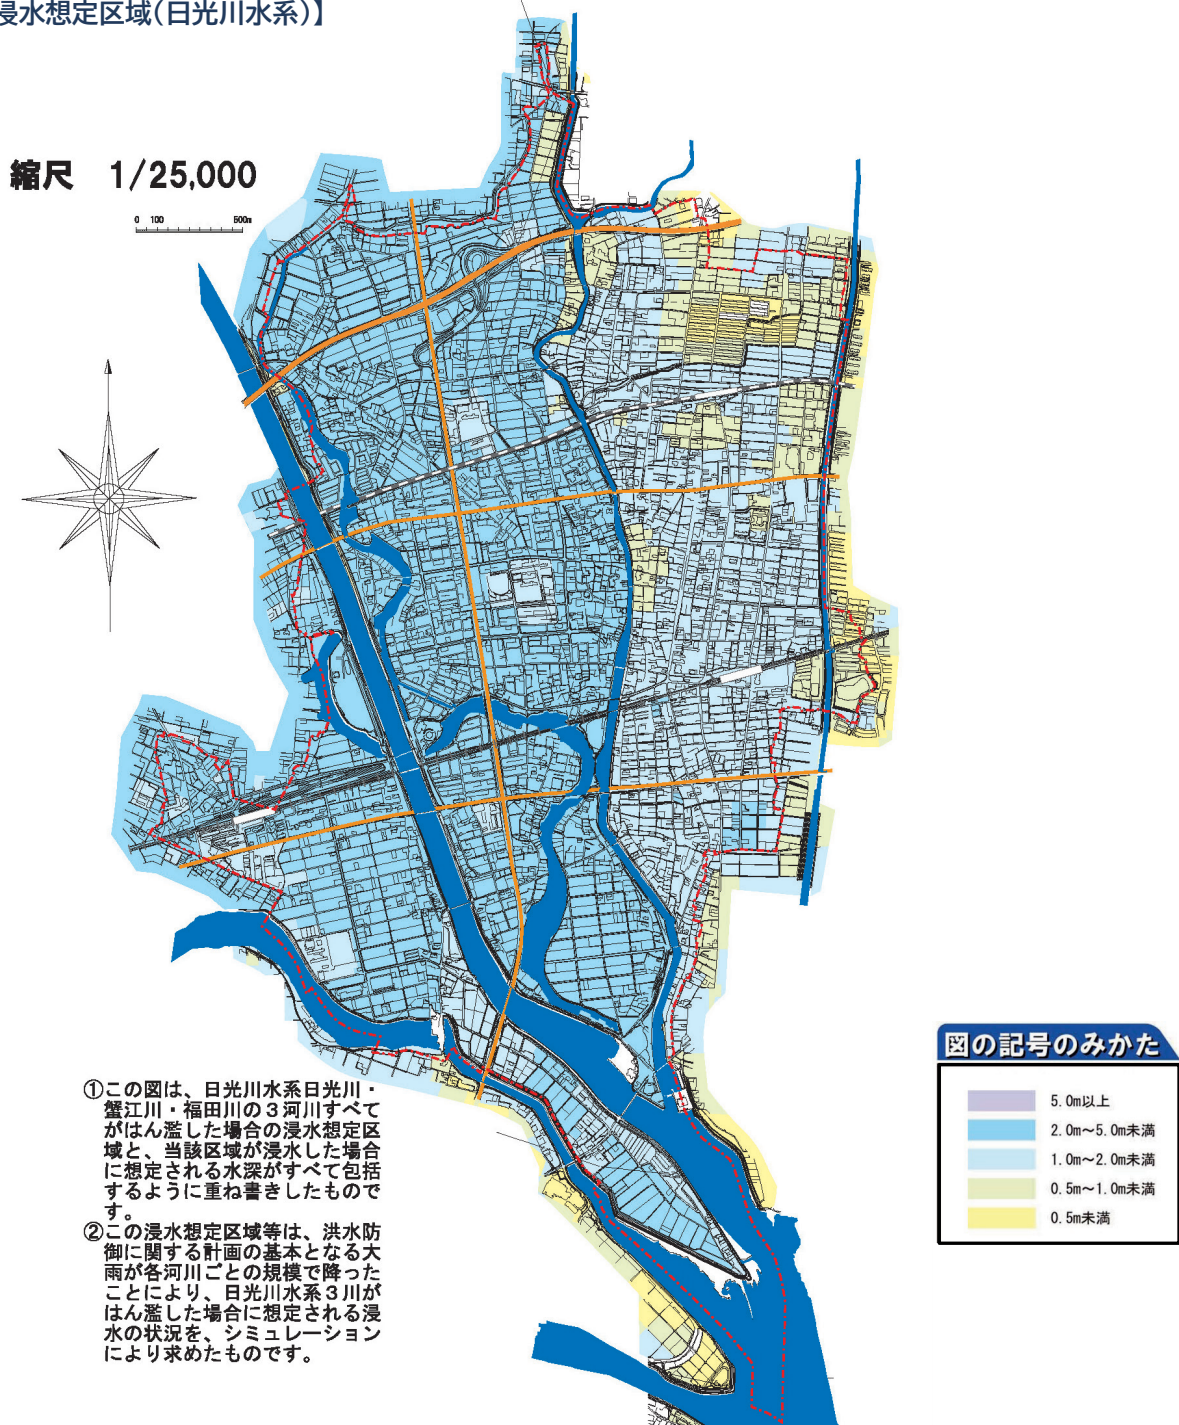 浸水想定区域(日光川水系)】
縮尺 1/25,000
0 100 500m
①この図は、日光川水系日光川・
蟹江川・福田川の3河川すべて
がはん濫した場合の浸水想定区
域と、当該区域が浸水した場合
に想定される水深がすべて包括
するように重ね書きしたもので
す。
②この浸水想定区域等は、洪水防
御に関する計画の基本となる大
雨が各河川ごとの規模で降った
ことにより、日光川水系3川が
はん濫した場合に想定される浸
水の状況を、シミュレーション
により求めたものです。
図の記号のみかた
5.0m以上
2.0m～5.0m未満
1.0m～2.0m未満
0.5m～1.0m未満
0.5m未満